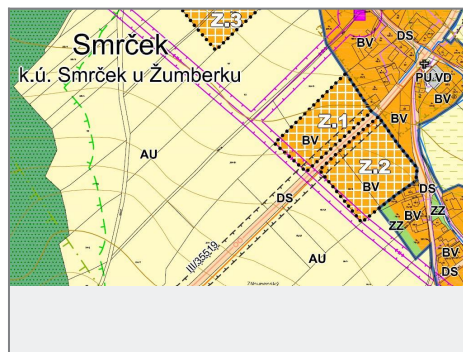 Z.3
Smrček
k.ú. Smrček u Žumberku
BV
DS
PU.VD
BV
BV
Z.1
BV
AU
Z.2
BV
DS
DS
ZZ
BV
ZZ
III/35519
AU
BV
DS